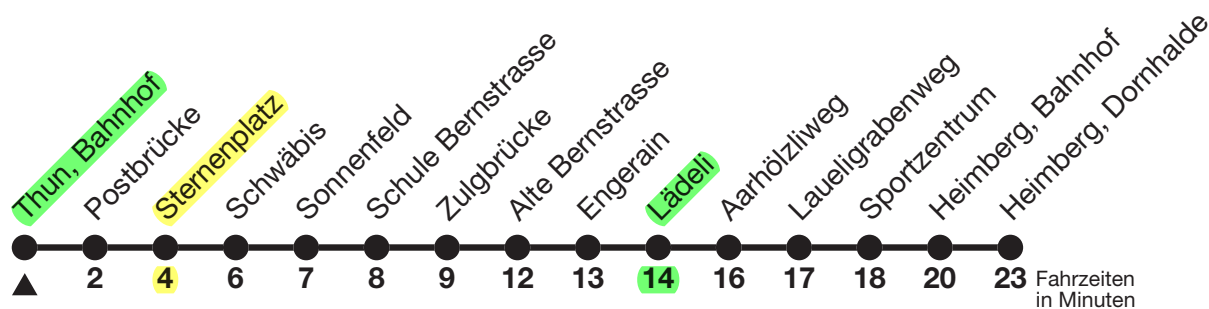 Thun, Bahnhof
Postbrücke
Sternenplatz
Schwäbis
Sonnenfeld
Schule Bernstrasse
Zulgbrücke
Alte Bernstrasse
Engerain
Lädeli
Aarhölzliweg
Laueligrabenweg
Sportzentrum
Heimberg, Bahnhof
Heimberg, Dornhalde
2 4 6 7 8 9 12 13 14 16 17 18 20 23 Fahrzeiten
in Minuten